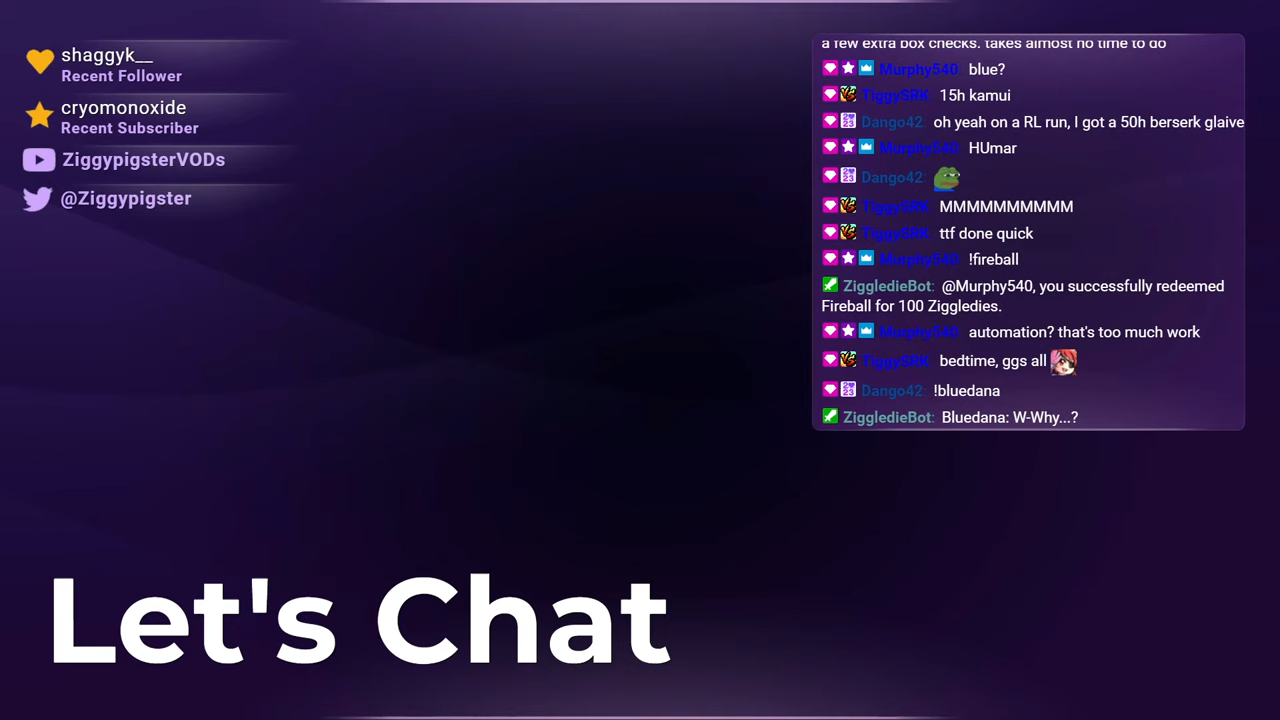 shaggyk__
Recent Follower
cryomonoxide
Recent Subscriber
ZiggypigsterVODs
@Ziggypigster
a few extra box checks. takes almost no time to do
Murphy540: blue?
TiggySRK: 15h kamui
Dango42: oh yeah on a RL run, I got a 50h berserk glaive
Murphy540: HUmar
Dango42:
TiggySRK: MMMMMMMMMM
TiggySRK: ttf done quick
Murphy540: !fireball
ZiggledieBot: @Murphy540, you successfully redeemed
Fireball for 100 Ziggledies.
Murphy540: automation? that's too much work
TiggySRK: bedtime, ggs all
Dango42: !bluedana
ZiggledieBot: Bluedana: W-Why...?
Let's Chat